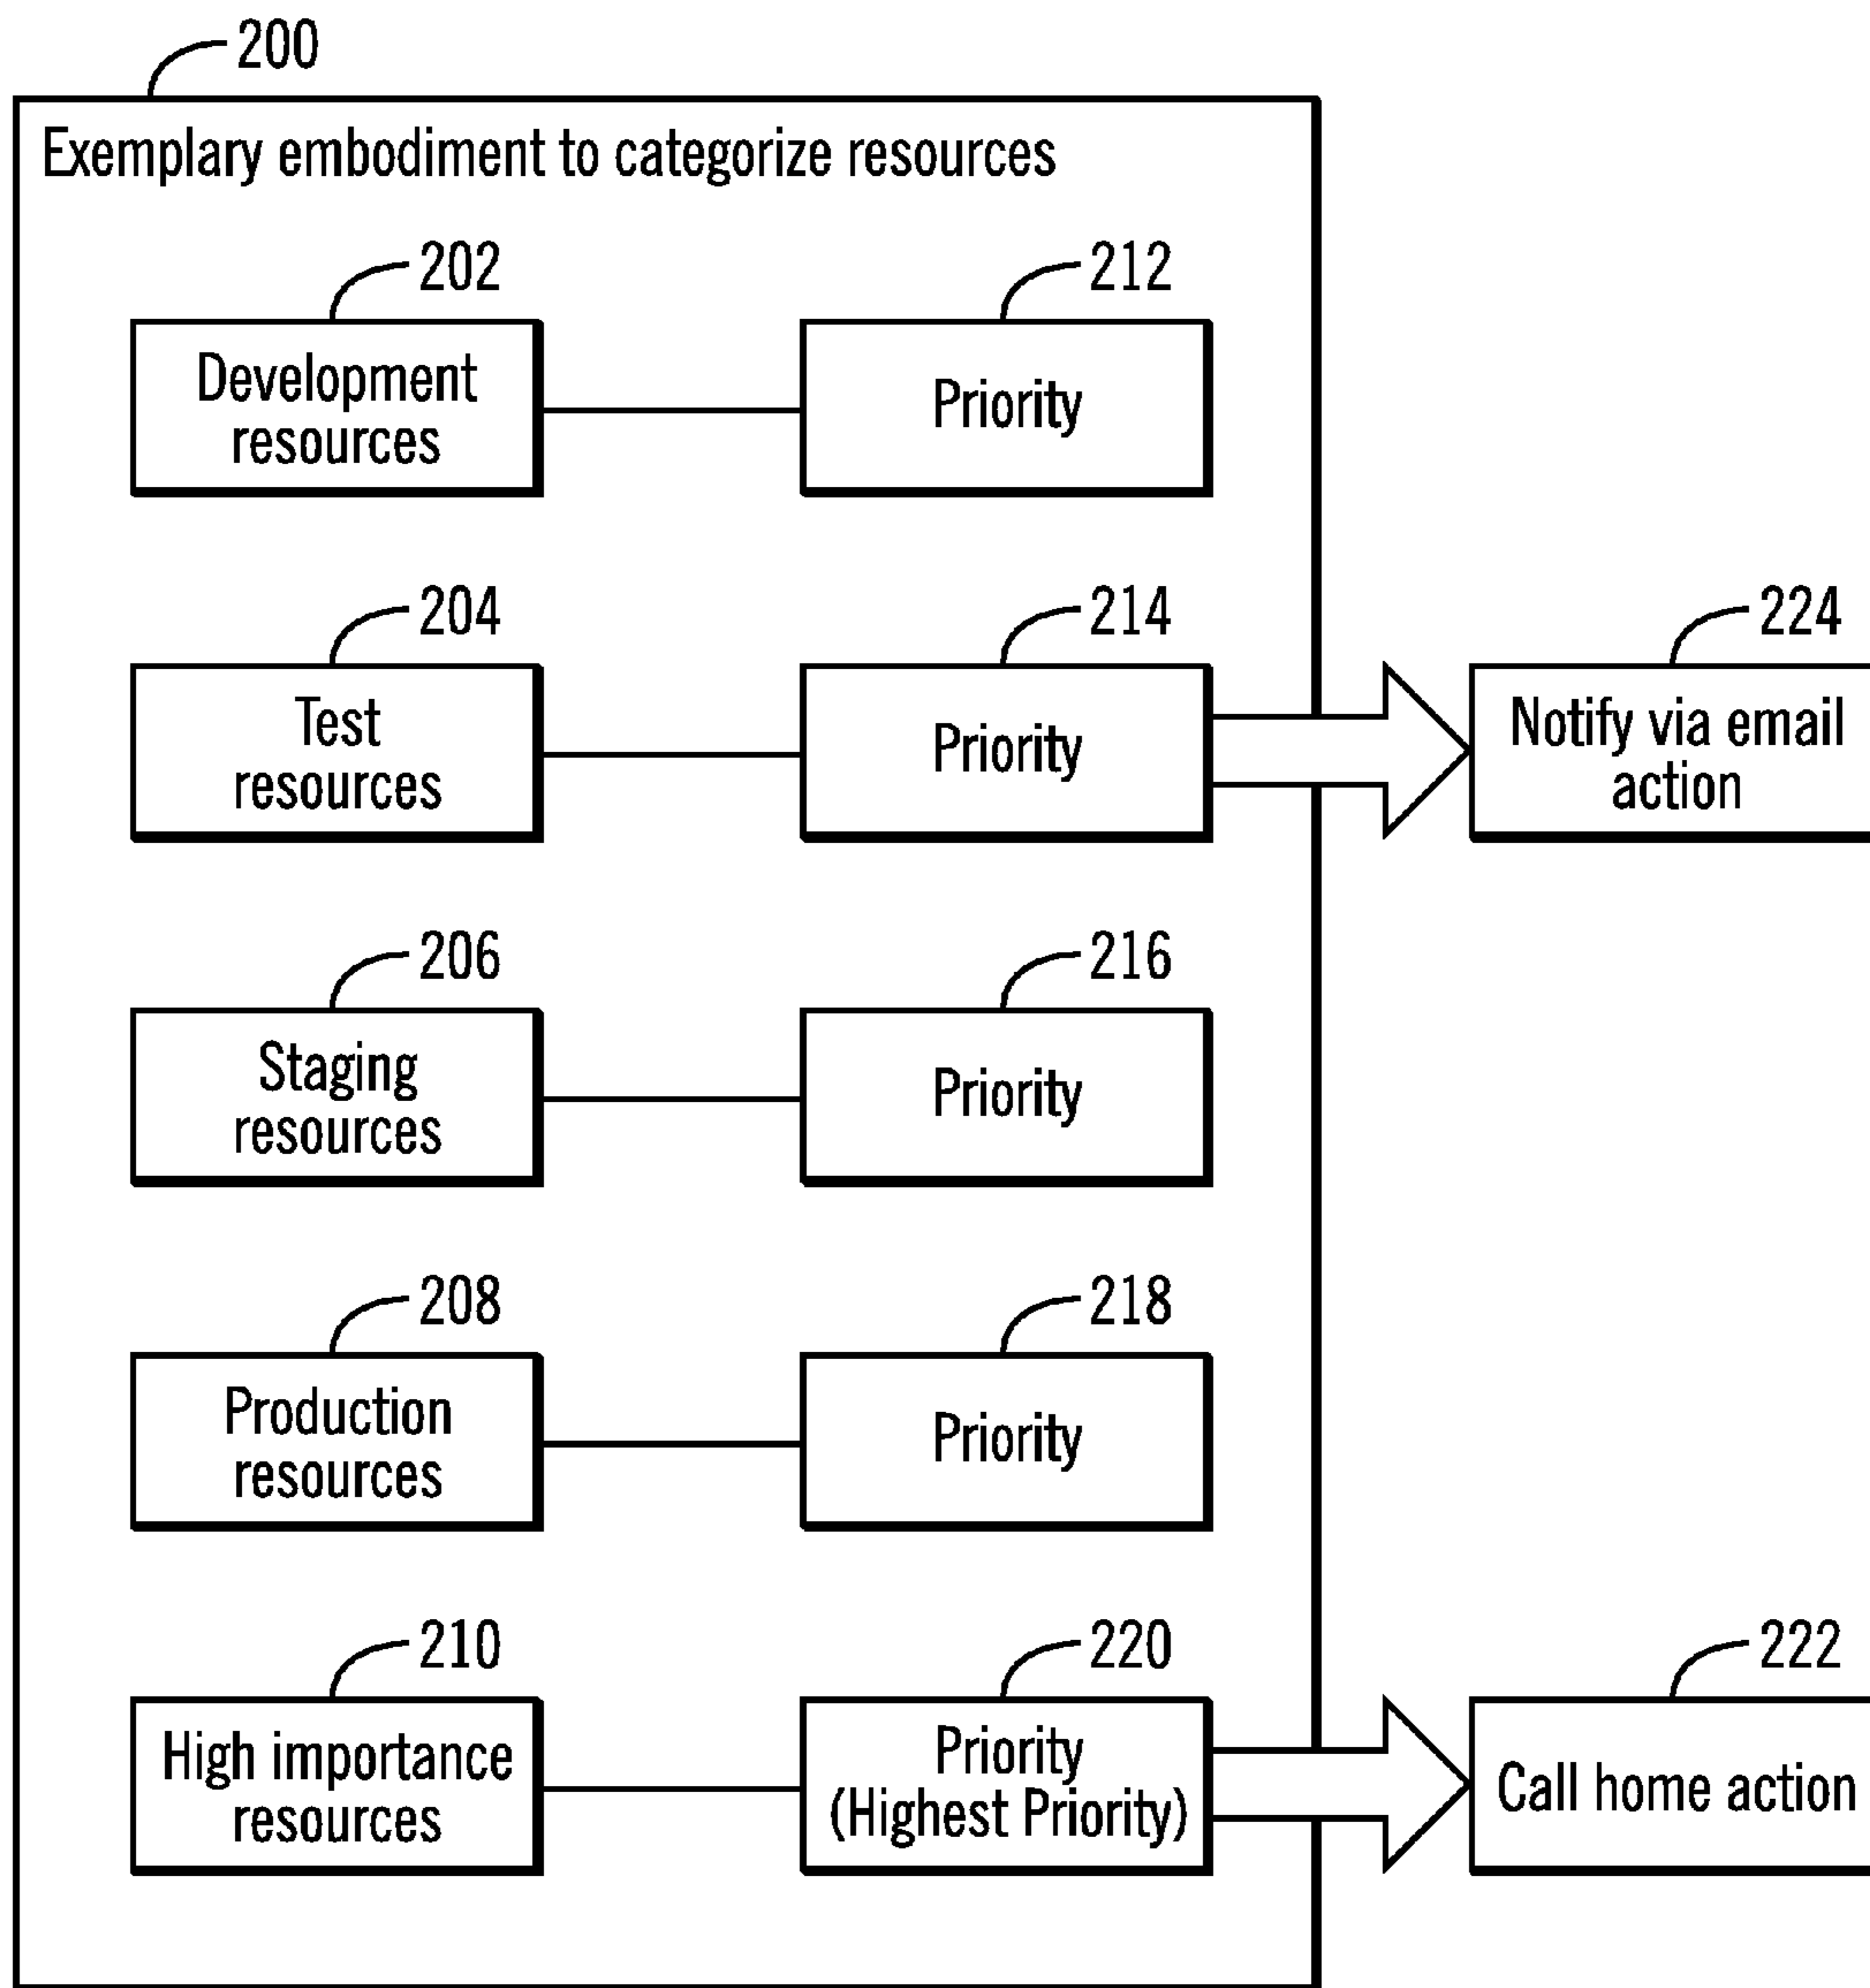 200
Exemplary embodiment to categorize resources
202
212
Development
resources
Priority
204
214
224
Test
resources
Priority
Notify via email
action
206
216
Staging
resources
Priority
208
218
Production
resources
Priority
210
220
222
High importance
resources
Priority
(Highest Priority)
Call home action